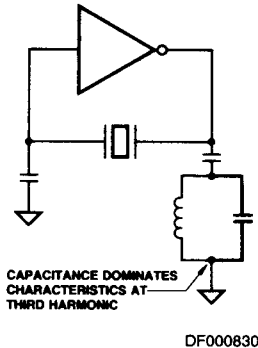 CAPACITANCE DOMINATES
CHARACTERISTICS AT
THIRD HARMONIC
DF000830